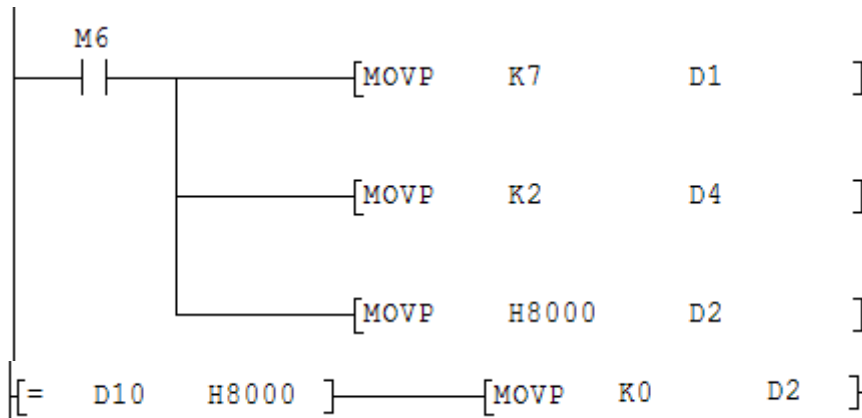 M6
[MOVP K7 D1 ]
[MOVP K2 D4 ]
[MOVP H8000 D2 ]
[= D10 H8000 ] [MOVP K0 D2 ]